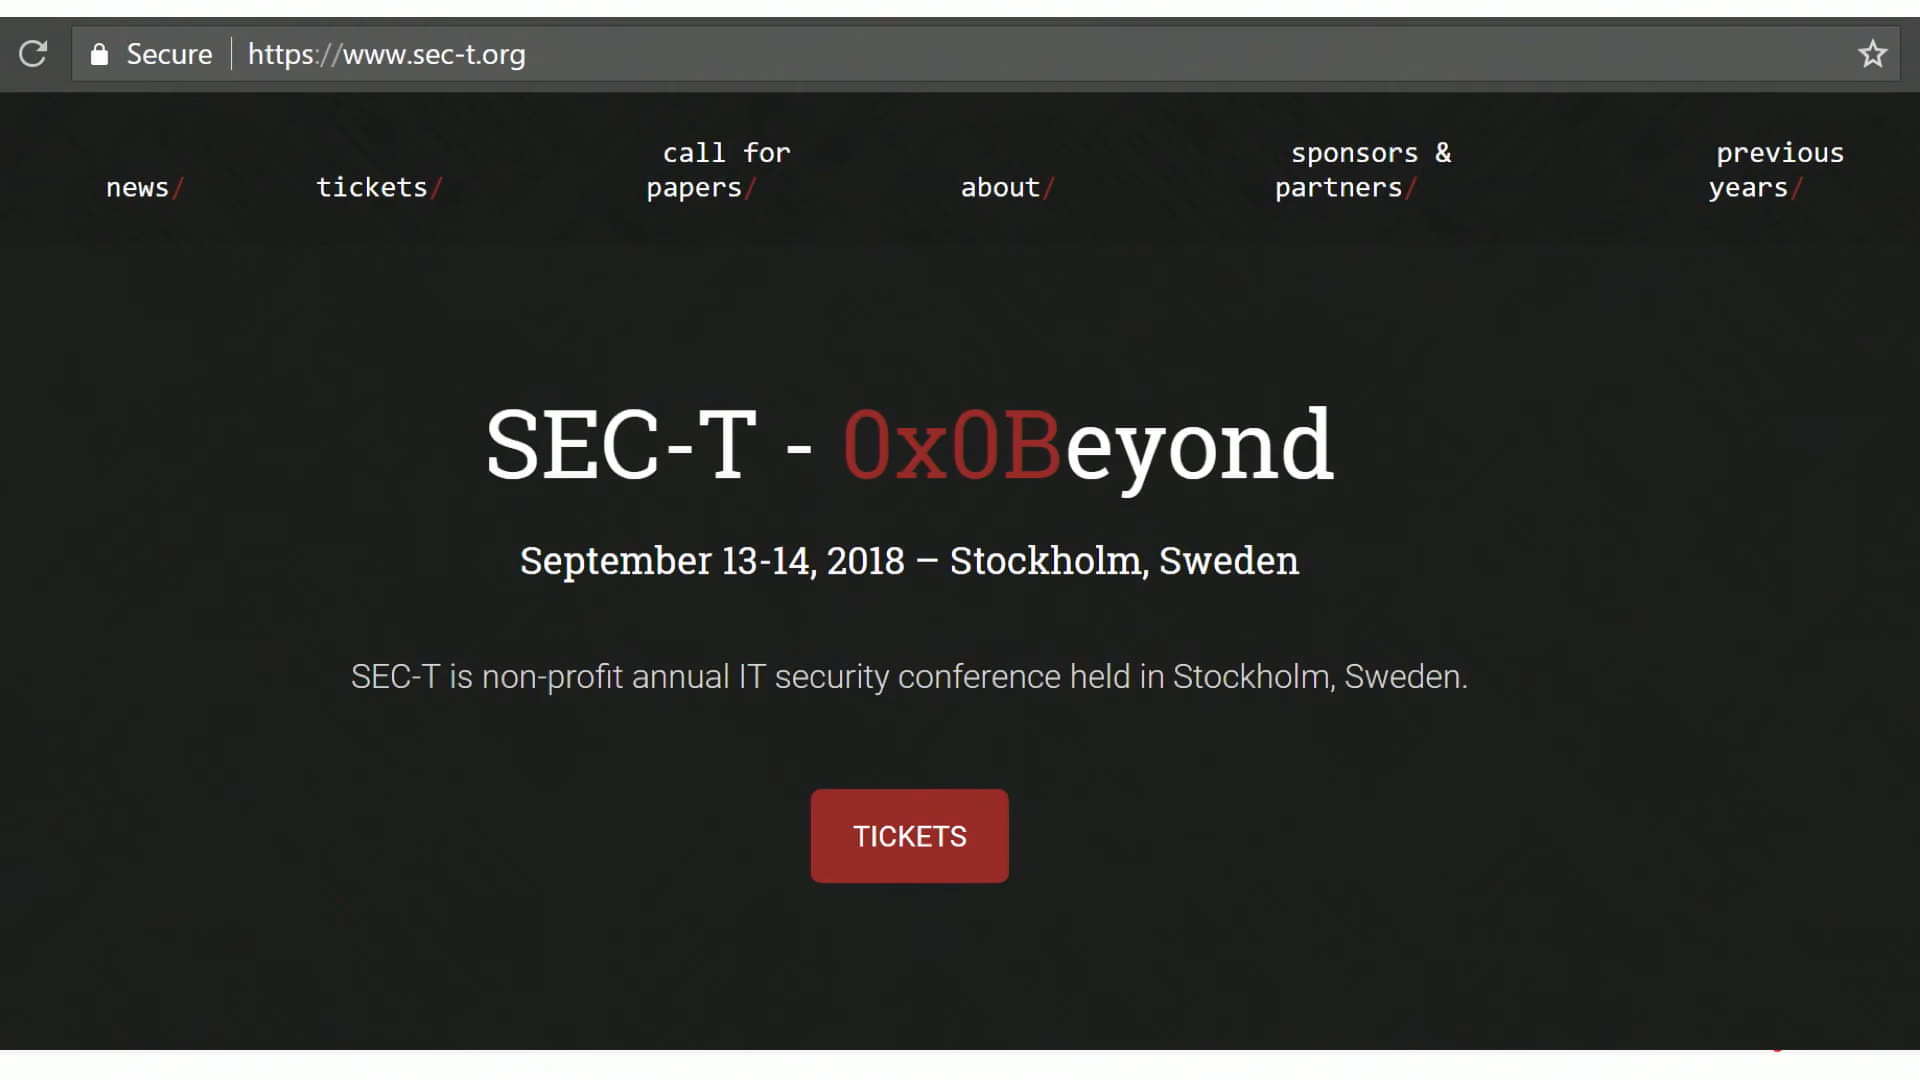 Secure | https://www.sec-t.org
news/
tickets/
call for
papers/
about/
sponsors &
partners/
previous
years/
SEC-T - 0x0Beyond
September 13-14, 2018 – Stockholm, Sweden
SEC-T is non-profit annual IT security conference held in Stockholm, Sweden.
TICKETS